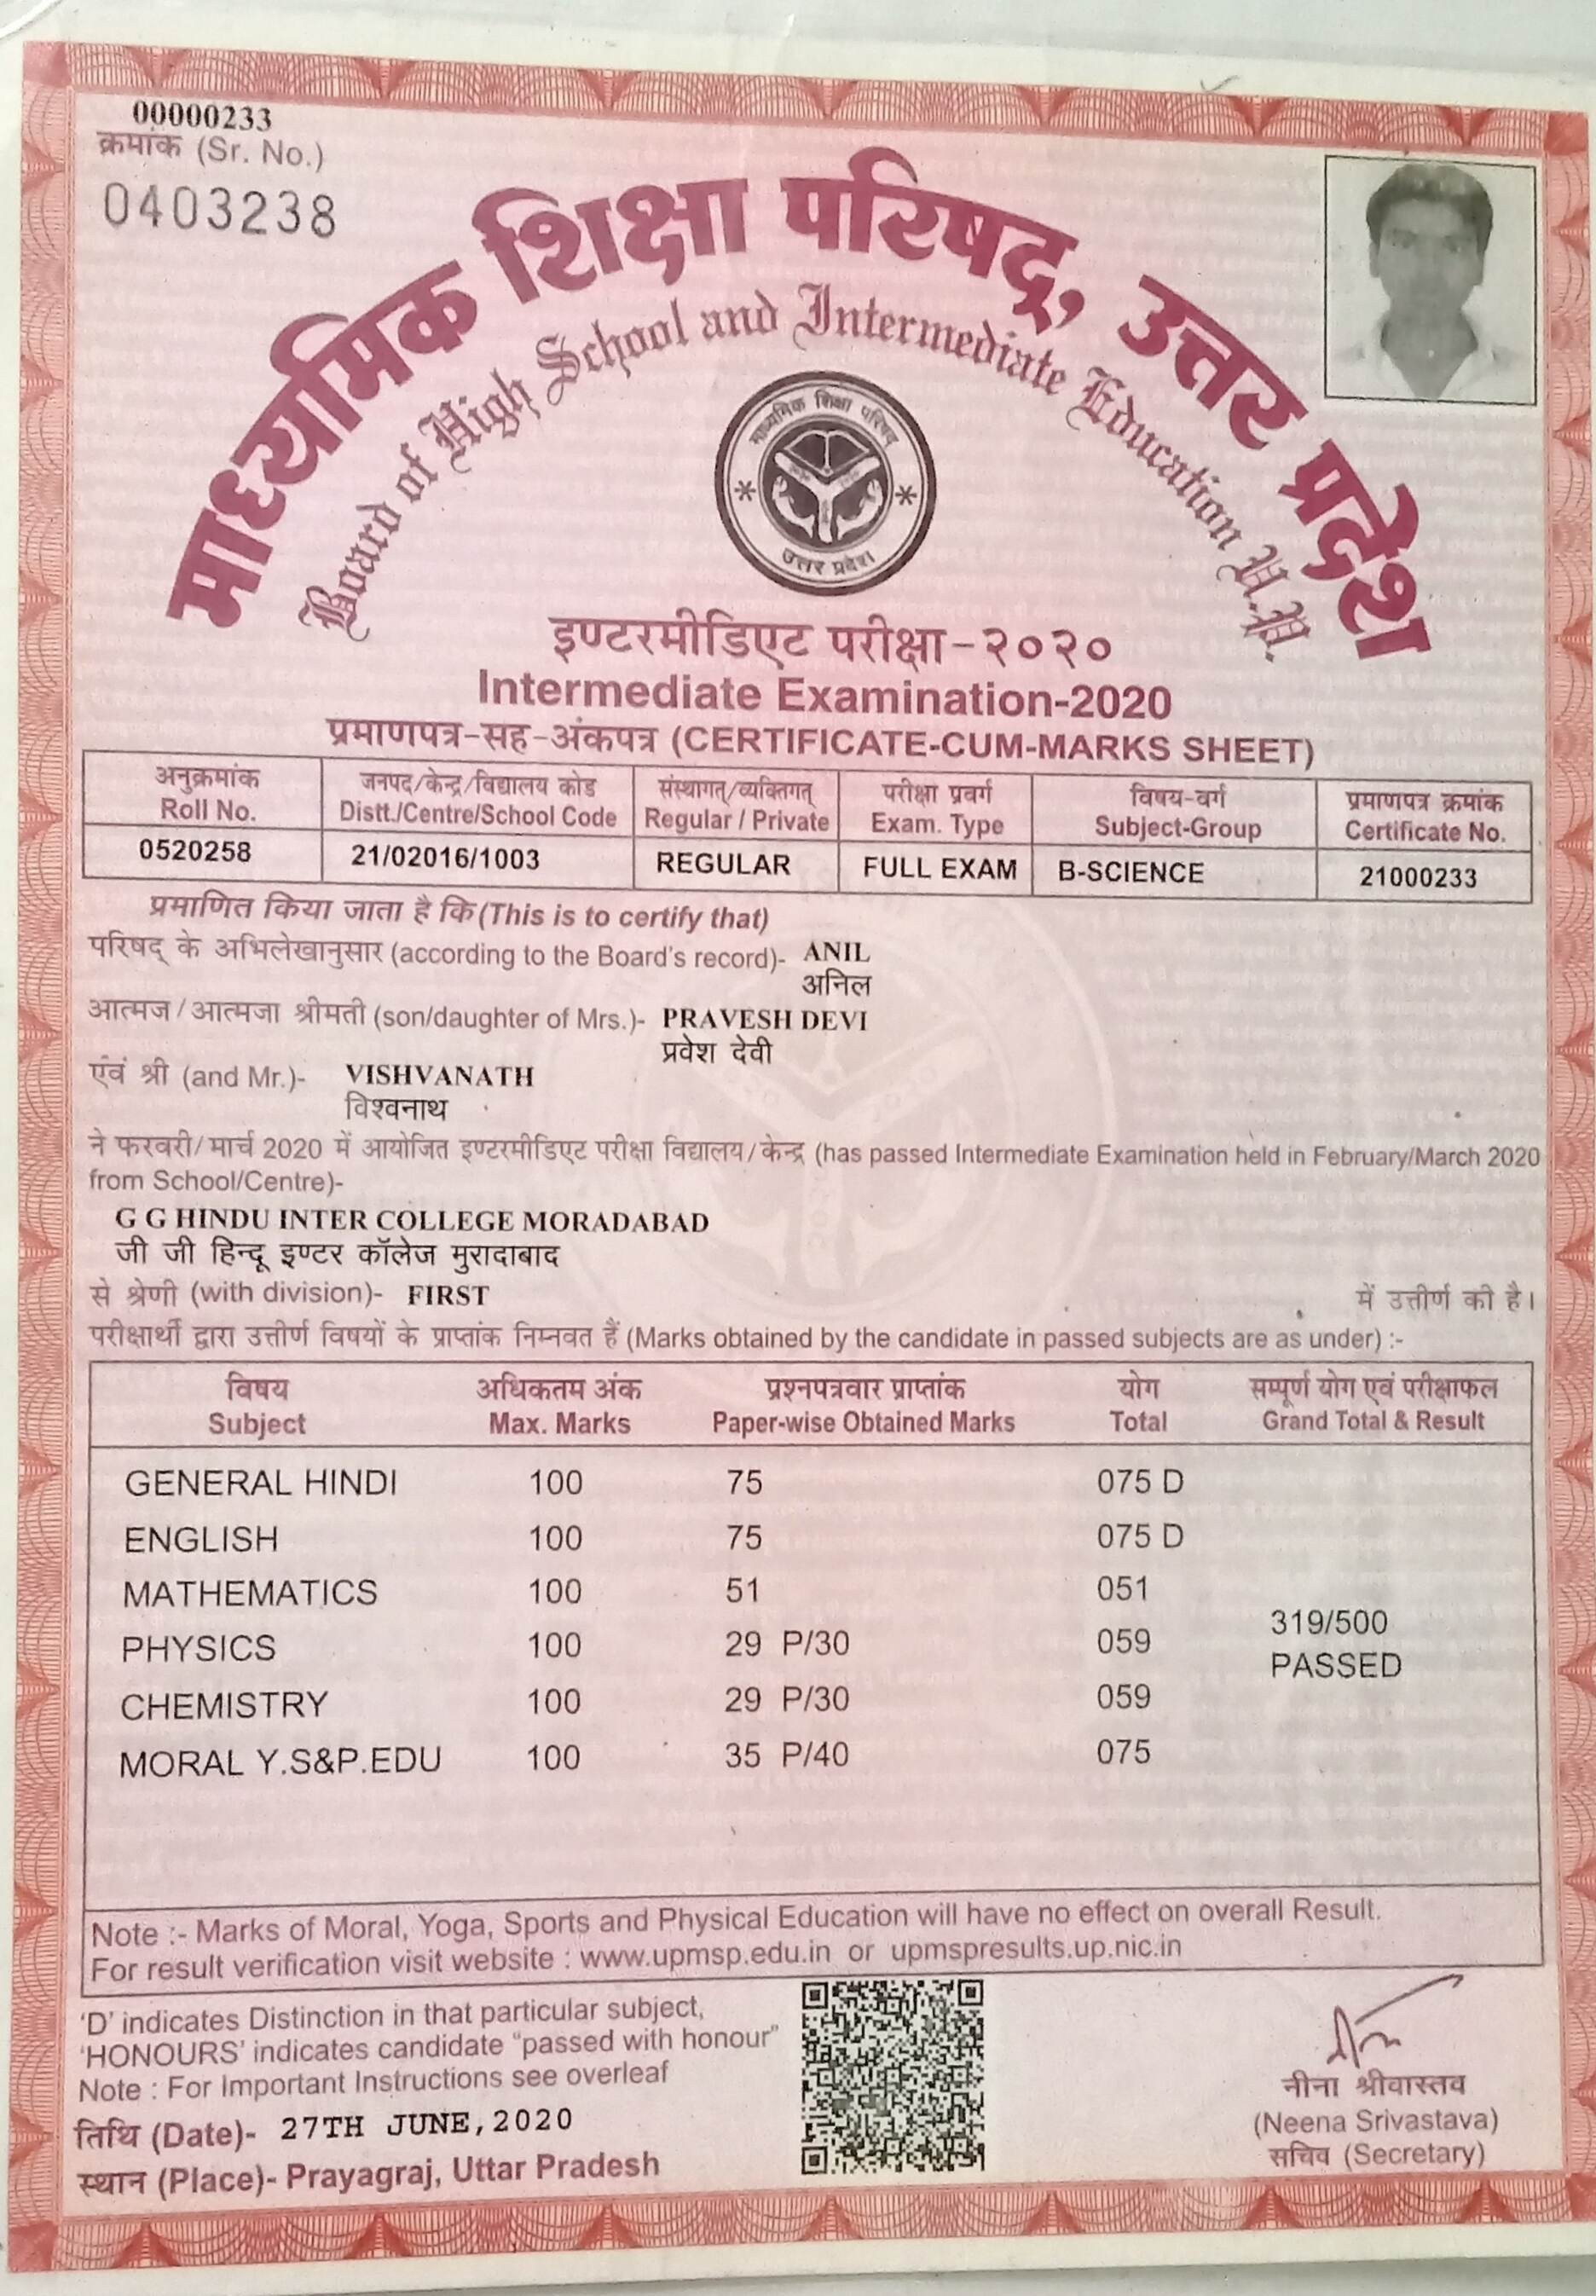 00000233
क्रमांक (Sr. No.)
0403238
माध्यमिक शिक्षा परिषद्, उत्तर प्रदेश
Board of High School and Intermediate Education U.P.
माध्यमिक शिक्षा परिषद
उत्तर प्रदेश
इण्टरमीडिएट परीक्षा-२०२०
Intermediate Examination-2020
प्रमाणपत्र-सह-अंकपत्र (CERTIFICATE-CUM-MARKS SHEET)
अनुक्रमांक जनपद/केन्द्र/विद्यालय कोड संस्थागत्/व्यक्तिगत् परीक्षा प्रवर्ग विषय-वर्ग प्रमाणपत्र क्रमांक
Roll No. Distt./Centre/School Code Regular / Private Exam. Type Subject-Group Certificate No.
0520258 21/02016/1003 REGULAR FULL EXAM B-SCIENCE 21000233
प्रमाणित किया जाता है कि (This is to certify that)
परिषद् के अभिलेखानुसार (according to the Board's record)- ANIL
अनिल
आत्मज / आत्मजा श्रीमती (son/daughter of Mrs.)- PRAVESH DEVI
प्रवेश देवी
एवं श्री (and Mr.)- VISHVANATH
विश्वनाथ
ने फरवरी/मार्च 2020 में आयोजित इण्टरमीडिएट परीक्षा विद्यालय/केन्द्र (has passed Intermediate Examination held in February/March 2020
from School/Centre)-
G G HINDU INTER COLLEGE MORADABAD
जी जी हिन्दू इण्टर कॉलेज मुरादाबाद
से श्रेणी (with division)- FIRST में उत्तीर्ण की है।
परीक्षार्थी द्वारा उत्तीर्ण विषयों के प्राप्तांक निम्नवत हैं (Marks obtained by the candidate in passed subjects are as under) :-
विषय अधिकतम अंक प्रश्नपत्रवार प्राप्तांक योग सम्पूर्ण योग एवं परीक्षाफल
Subject Max. Marks Paper-wise Obtained Marks Total Grand Total & Result
GENERAL HINDI 100 75 075 D
ENGLISH 100 75 075 D
MATHEMATICS 100 51 051
319/500
PHYSICS 100 29 P/30 059
PASSED
CHEMISTRY 100 29 P/30 059
MORAL Y.S&P.EDU 100 35 P/40 075
Note :- Marks of Moral, Yoga, Sports and Physical Education will have no effect on overall Result.
For result verification visit website : www.upmsp.edu.in or upmspresults.up.nic.in
'D' indicates Distinction in that particular subject,
'HONOURS' indicates candidate "passed with honour"
Note : For Important Instructions see overleaf
तिथि (Date)- 27TH JUNE,2020
स्थान (Place)- Prayagraj, Uttar Pradesh
नीना श्रीवास्तव
(Neena Srivastava)
सचिव (Secretary)